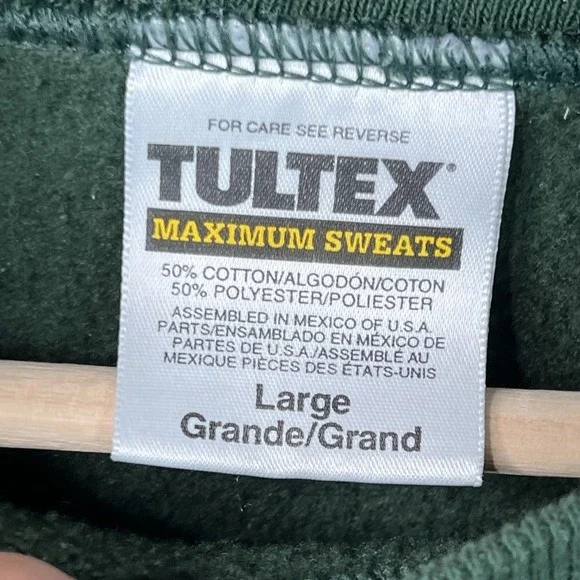 FOR CARE SEE REVERSE
TULTEX®
MAXIMUM SWEATS
50% COTTON/ALGODÓN/COTON
50% POLYESTER/POLIESTER
ASSEMBLED IN MEXICO OF U.S.A.
PARTS/ENSAMBLADO EN MÉXICO DE
PARTES DE U.S.A./ASSEMBLÉ AU
MEXIQUE PIÈCES DES ÉTATS-UNIS
Large
Grande/Grand